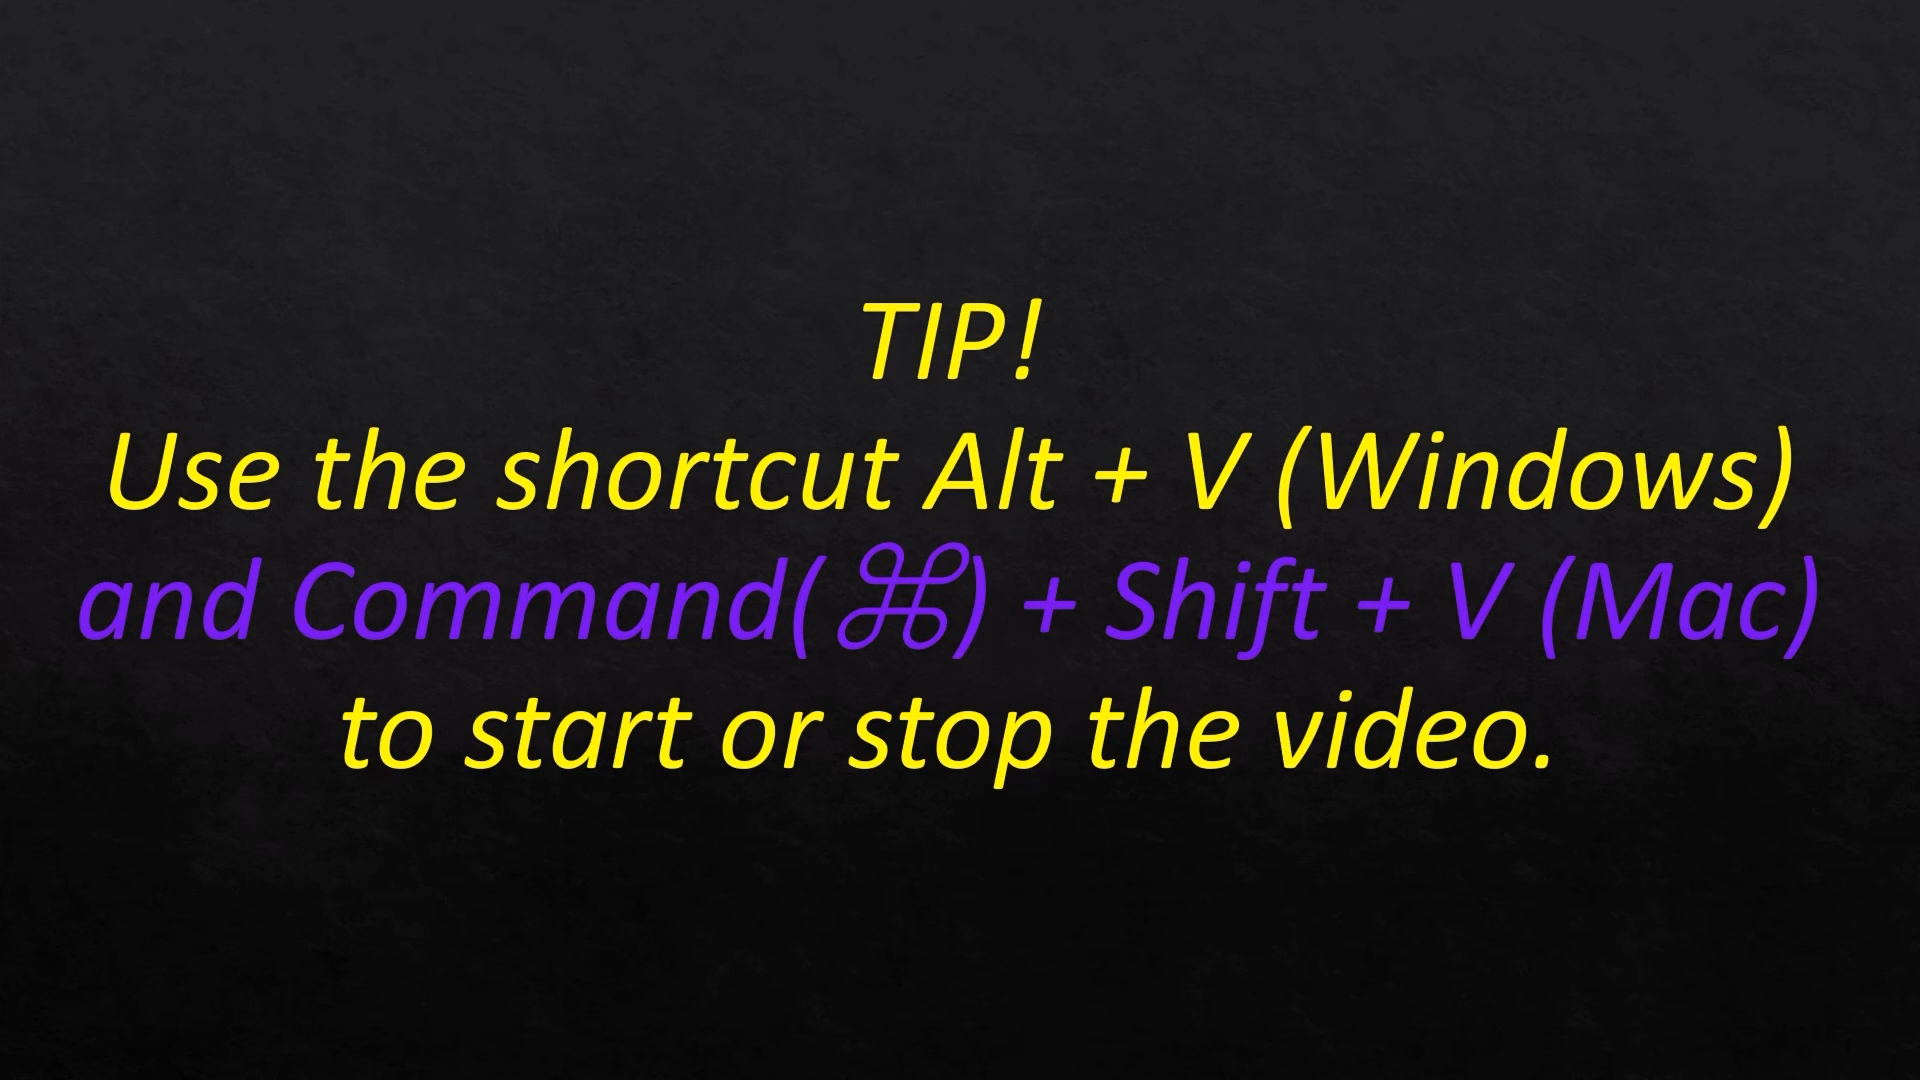 TIP!
Use the shortcut Alt + V (Windows)
and Command(⌘) + Shift + V (Mac)
to start or stop the video.